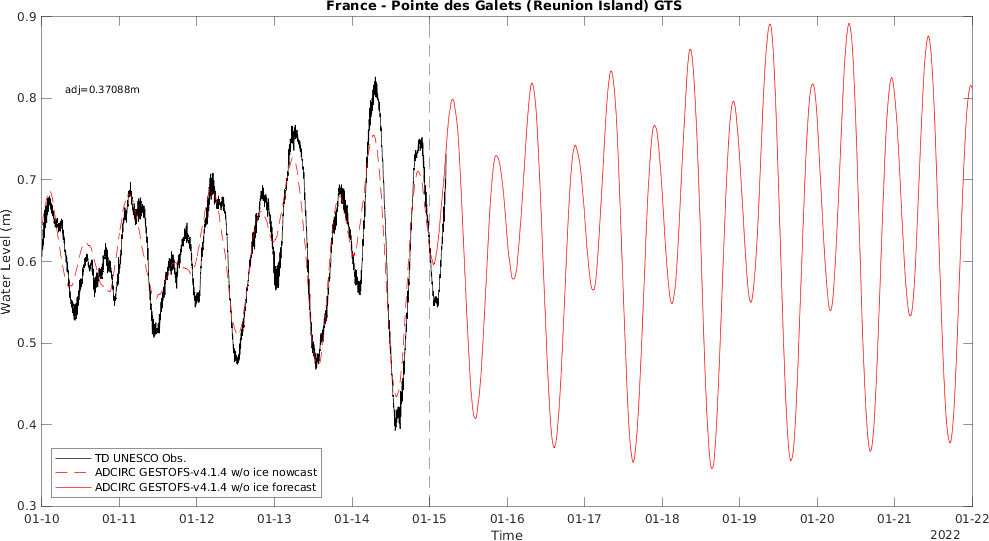 France - Pointe des Galets (Reunion Island) GTS
adj=0.37088m
0.9
0.8
0.7
0.6
0.5
0.4
0.3
Water Level (m)
TD UNESCO Obs.
ADCIRC GESTOFS-v4.1.4 w/o ice nowcast
ADCIRC GESTOFS-v4.1.4 w/o ice forecast
01-10 01-11 01-12 01-13 01-14 01-15 01-16 01-17 01-18 01-19 01-20 01-21 01-22
Time
2022